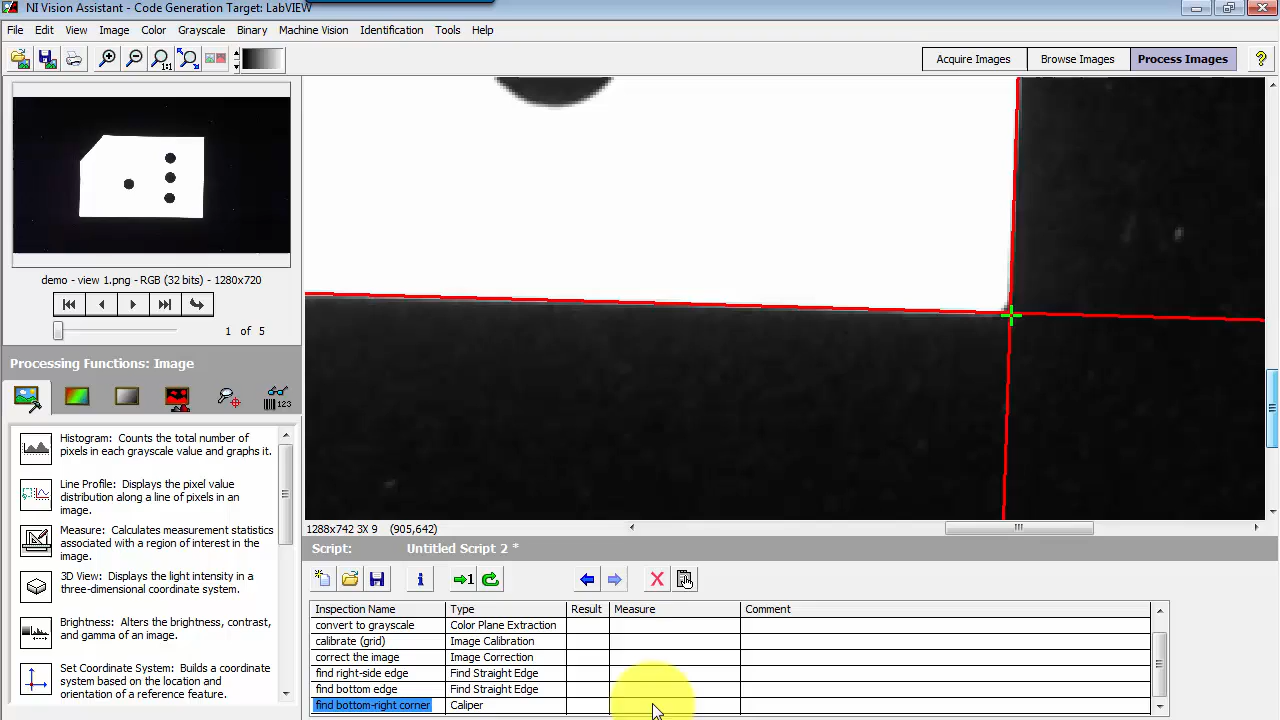 NI Vision Assistant - Code Generation Target: LabVIEW
File Edit View Image Color Grayscale Binary Machine Vision Identification Tools Help
1:1
Acquire Images Browse Images Process Images ?
demo - view 1.png - RGB (32 bits) - 1280x720
1 of 5
Processing Functions: Image
123
Histogram: Counts the total number of
pixels in each grayscale value and graphs it.
Line Profile: Displays the pixel value
distribution along a line of pixels in an
image.
Measure: Calculates measurement statistics
associated with a region of interest in the
image.
3D View: Displays the light intensity in a
three-dimensional coordinate system.
Brightness: Alters the brightness, contrast,
and gamma of an image.
Set Coordinate System: Builds a coordinate
system based on the location and
orientation of a reference feature.
1288x742 3X 9 (905,642)
Script: Untitled Script 2 *
1
Inspection Name Type Result Measure Comment
convert to grayscale Color Plane Extraction
calibrate (grid) Image Calibration
correct the image Image Correction
find right-side edge Find Straight Edge
find bottom edge Find Straight Edge
find bottom-right corner Caliper